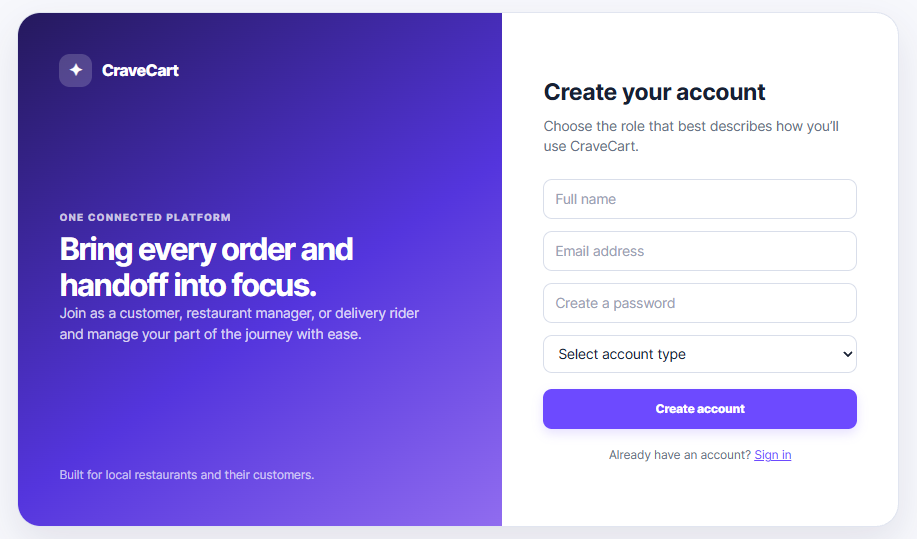 CraveCart
ONE CONNECTED PLATFORM
Bring every order and
handoff into focus.
Join as a customer, restaurant manager, or delivery rider
and manage your part of the journey with ease.
Built for local restaurants and their customers.
Create your account
Choose the role that best describes how you’ll
use CraveCart.
Full name
Email address
Create a password
Select account type
Create account
Already have an account? Sign in